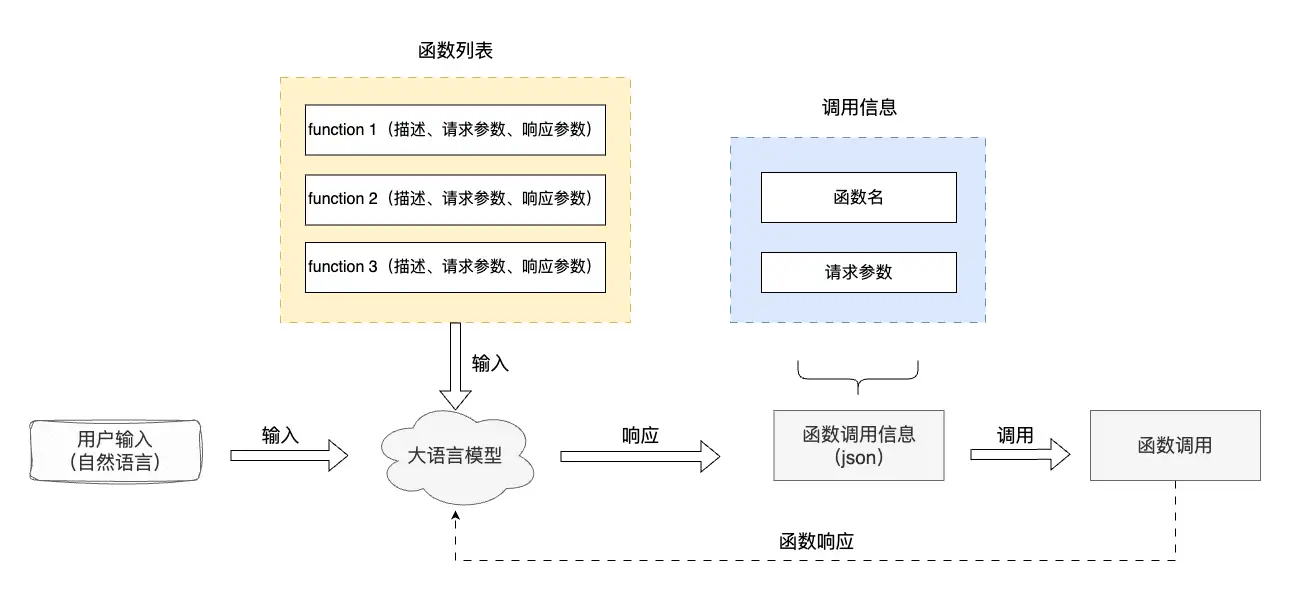 函数列表
function 1（描述、请求参数、响应参数）
function 2（描述、请求参数、响应参数）
function 3（描述、请求参数、响应参数）
调用信息
函数名
请求参数
输入
用户输入
（自然语言）
输入
大语言模型
响应
函数调用信息
（json）
调用
函数调用
函数响应